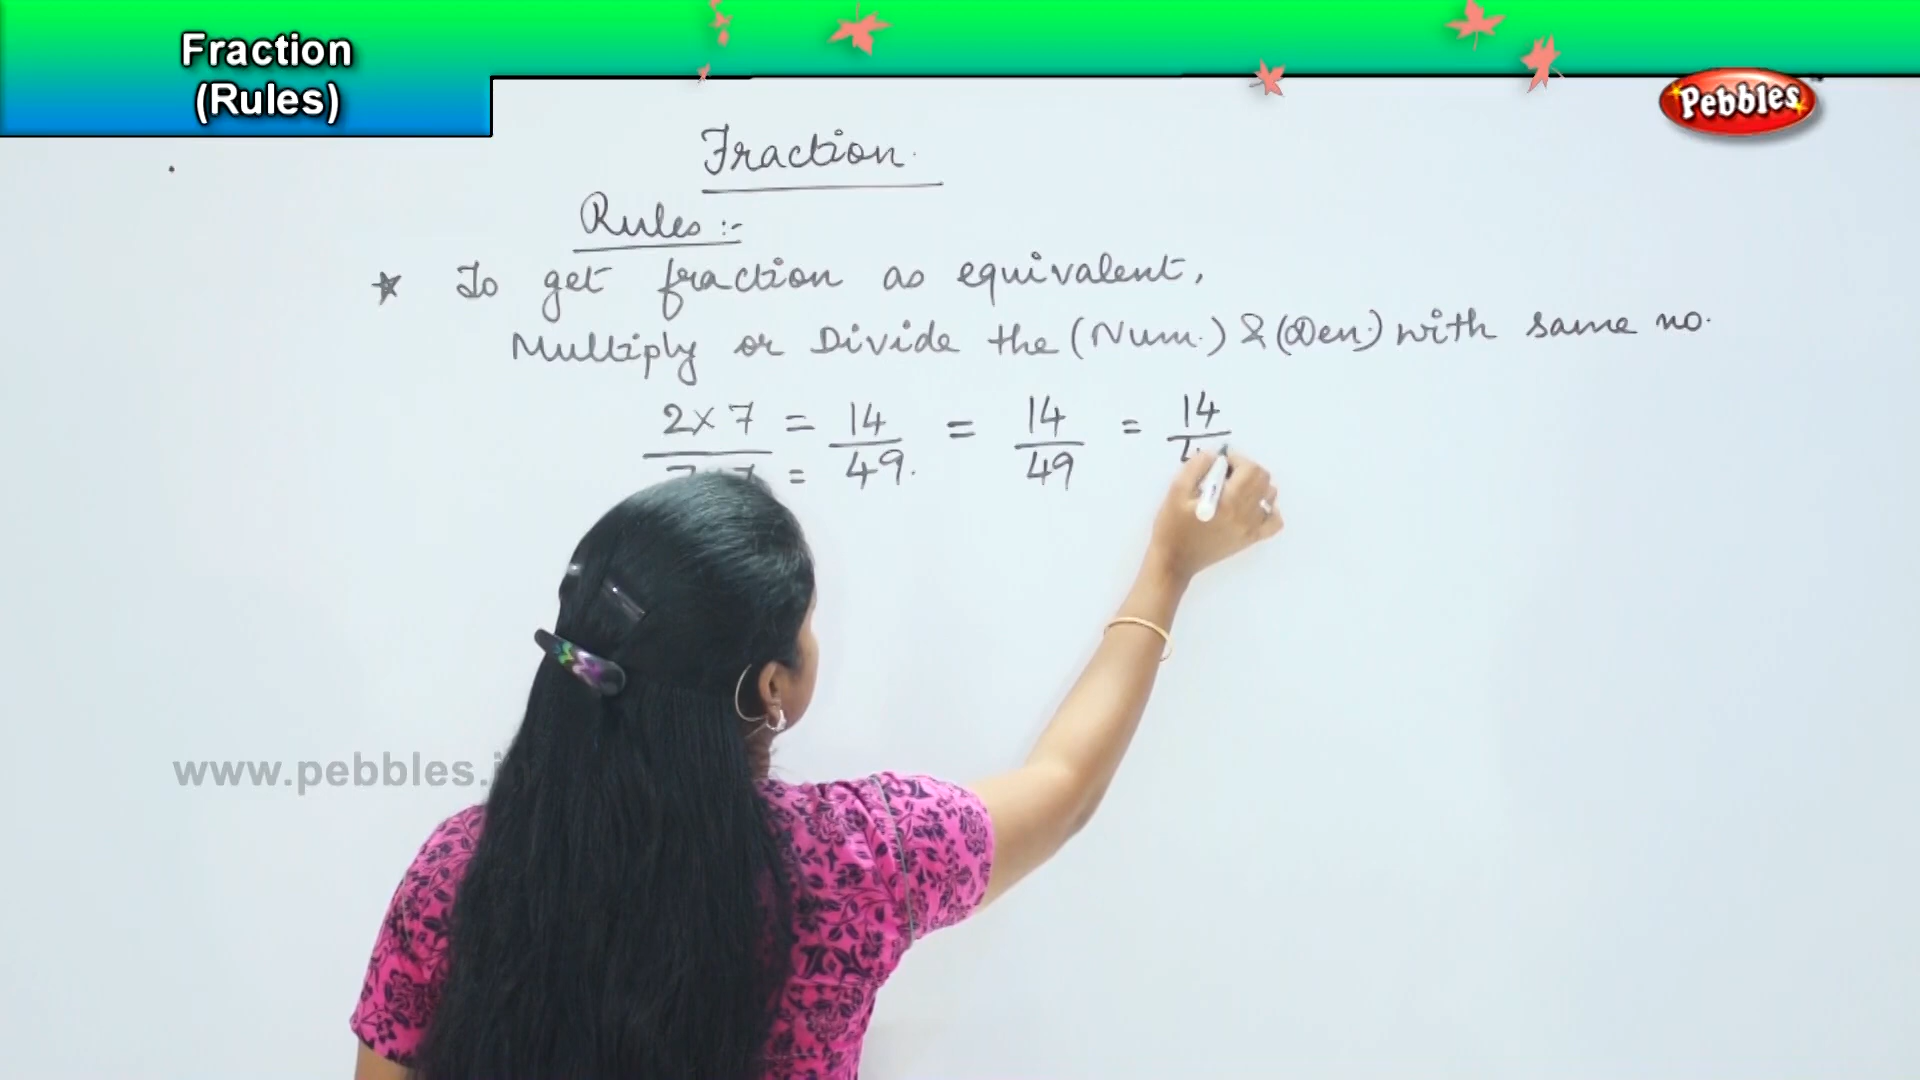 Fraction
(Rules)
Pebbles
Fraction.
Rules :-
★ To get fraction as equivalent,
Multiply or Divide the (Num.) & (Den.) with same no.
2 x 7 = 14 = 14 = 14
= 49. 49
www.pebbles.in